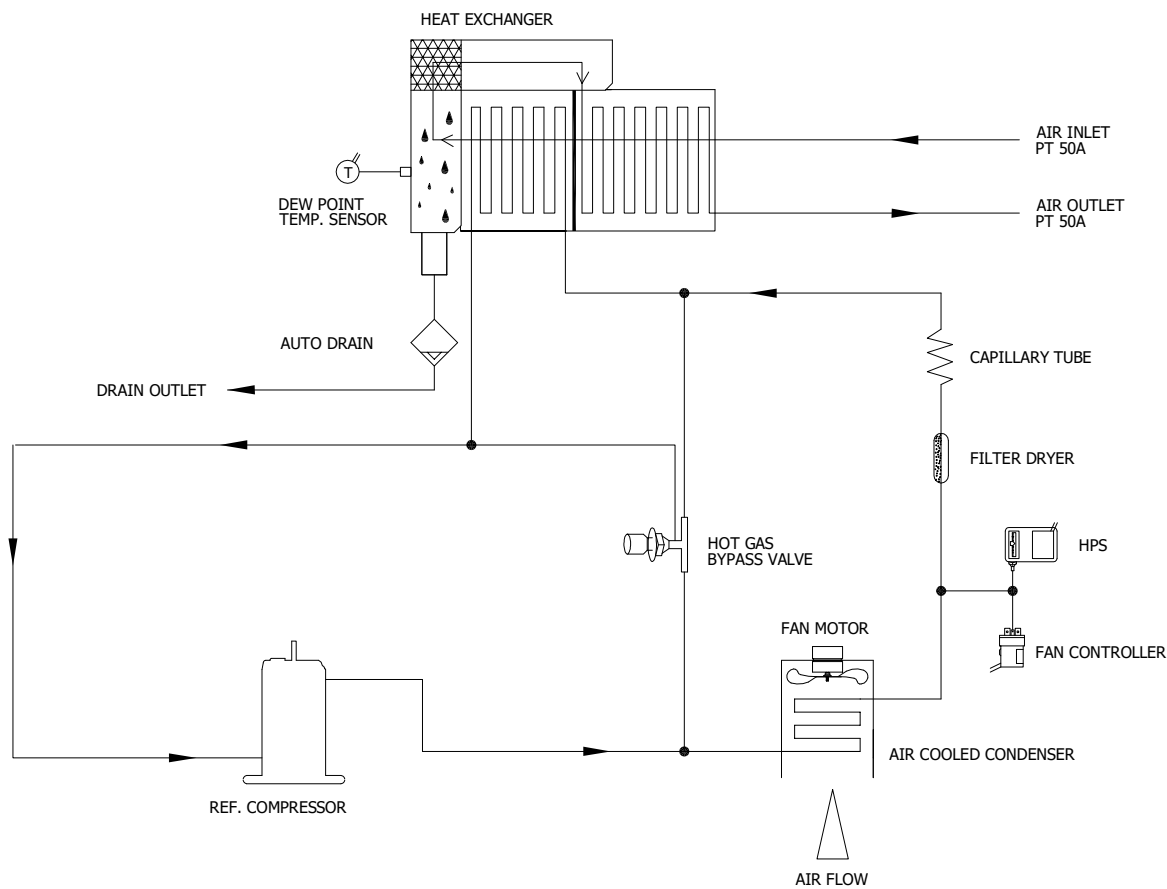 HEAT EXCHANGER
AIR INLET
PT 50A
T
DEW POINT
TEMP. SENSOR
AIR OUTLET
PT 50A
AUTO DRAIN
CAPILLARY TUBE
DRAIN OUTLET
FILTER DRYER
HOT GAS
BYPASS VALVE
HPS
FAN MOTOR
FAN CONTROLLER
AIR COOLED CONDENSER
REF. COMPRESSOR
AIR FLOW